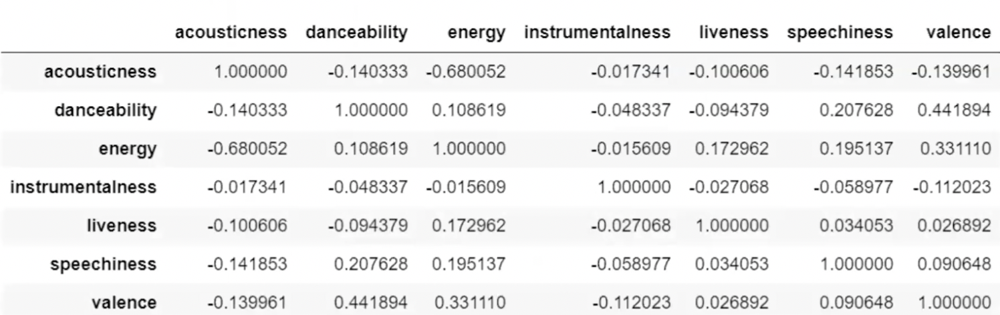 acousticness danceability energy instrumentalness liveness speechiness valence
acousticness 1.000000 -0.140333 -0.680052 -0.017341 -0.100606 -0.141853 -0.139961
danceability -0.140333 1.000000 0.108619 -0.048337 -0.094379 0.207628 0.441894
energy -0.680052 0.108619 1.000000 -0.015609 0.172962 0.195137 0.331110
instrumentalness -0.017341 -0.048337 -0.015609 1.000000 -0.027068 -0.058977 -0.112023
liveness -0.100606 -0.094379 0.172962 -0.027068 1.000000 0.034053 0.026892
speechiness -0.141853 0.207628 0.195137 -0.058977 0.034053 1.000000 0.090648
valence -0.139961 0.441894 0.331110 -0.112023 0.026892 0.090648 1.000000